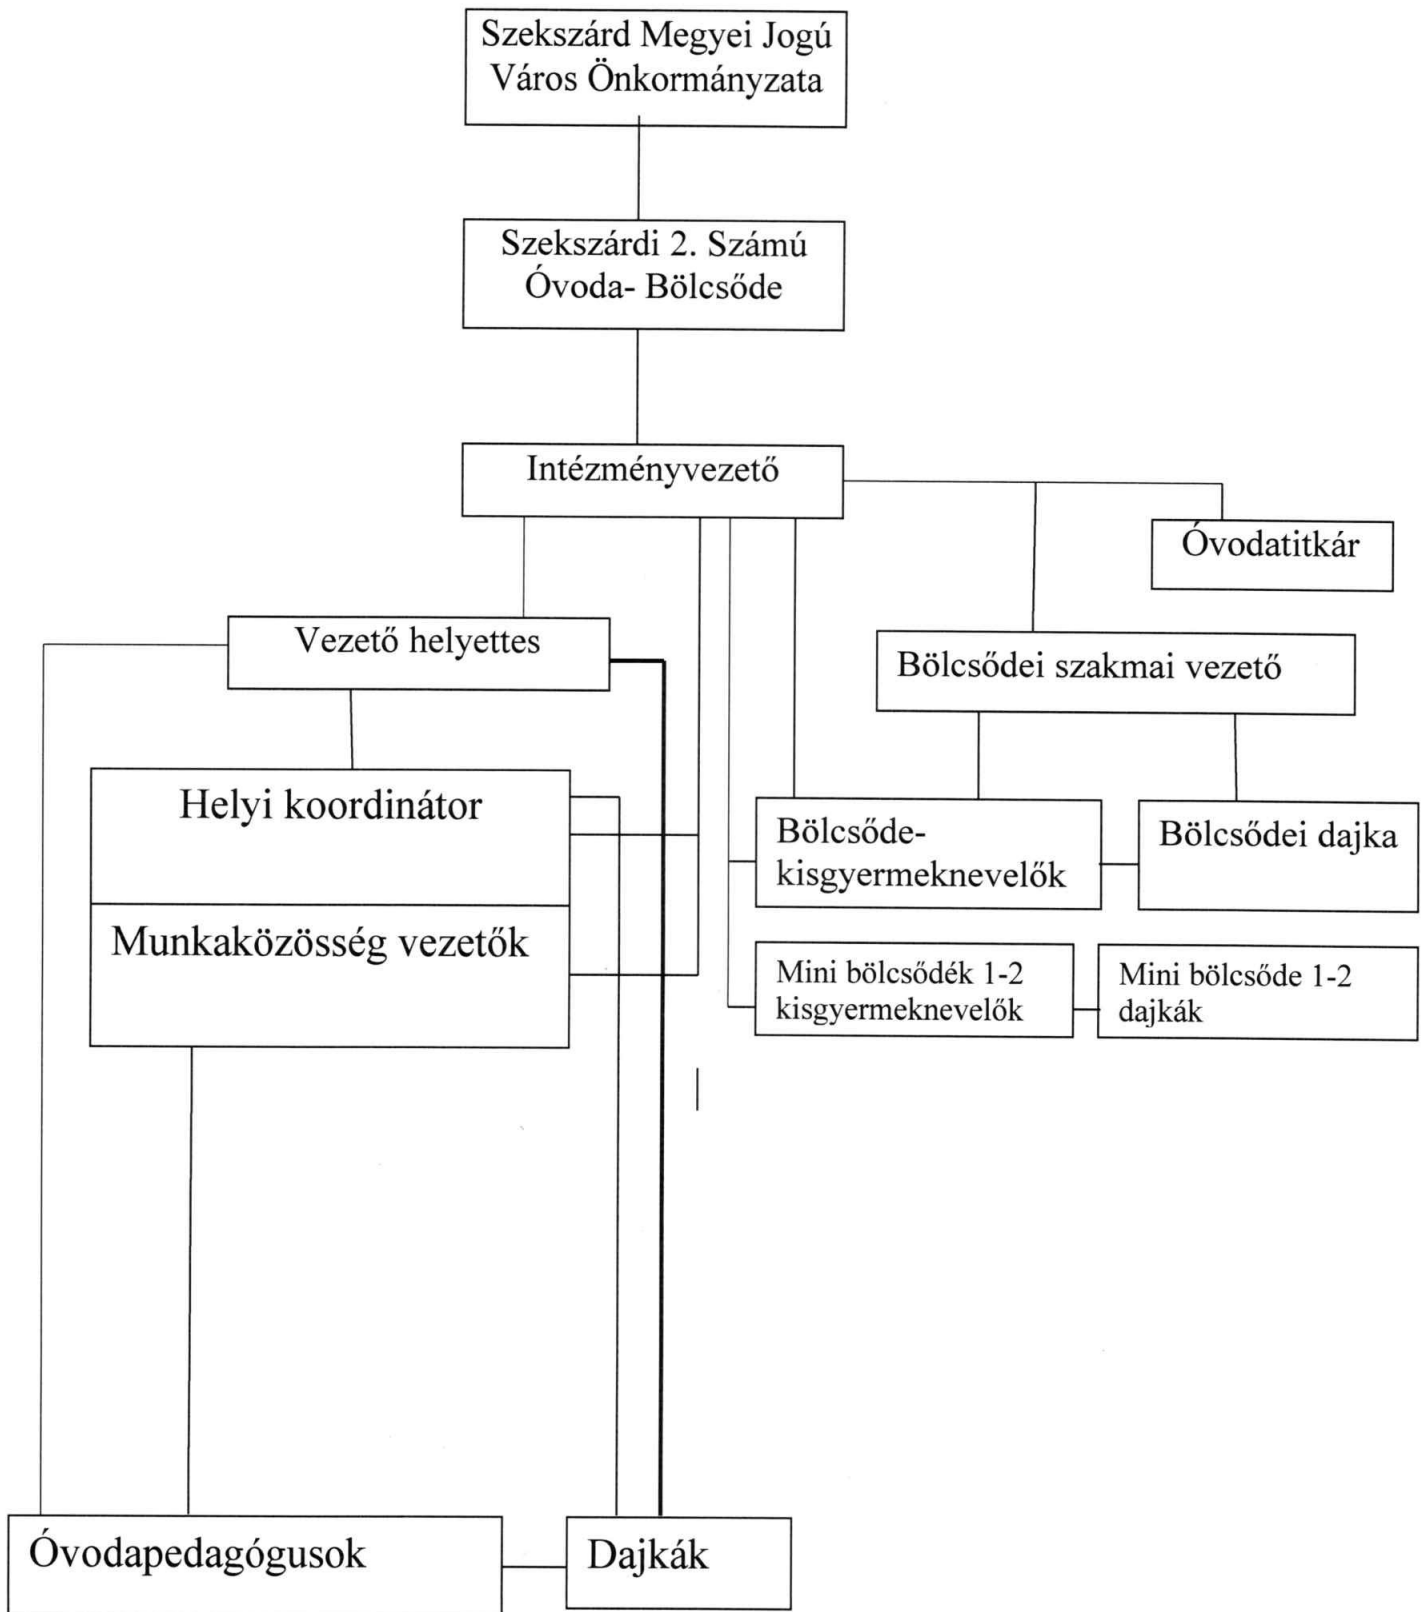 Szekszárd Megyei Jogú
Város Önkormányzata
Szekszárdi 2. Számú
Óvoda- Bölcsőde
Intézményvezető
Óvodatitkár
Vezető helyettes
Bölcsődei szakmai vezető
Helyi koordinátor
Bölcsőde-
kisgyermeknevelők
Bölcsődei dajka
Munkaközösség vezetők
Mini bölcsődék 1-2
kisgyermeknevelők
Mini bölcsőde 1-2
dajkák
Óvodapedagógusok
Dajkák